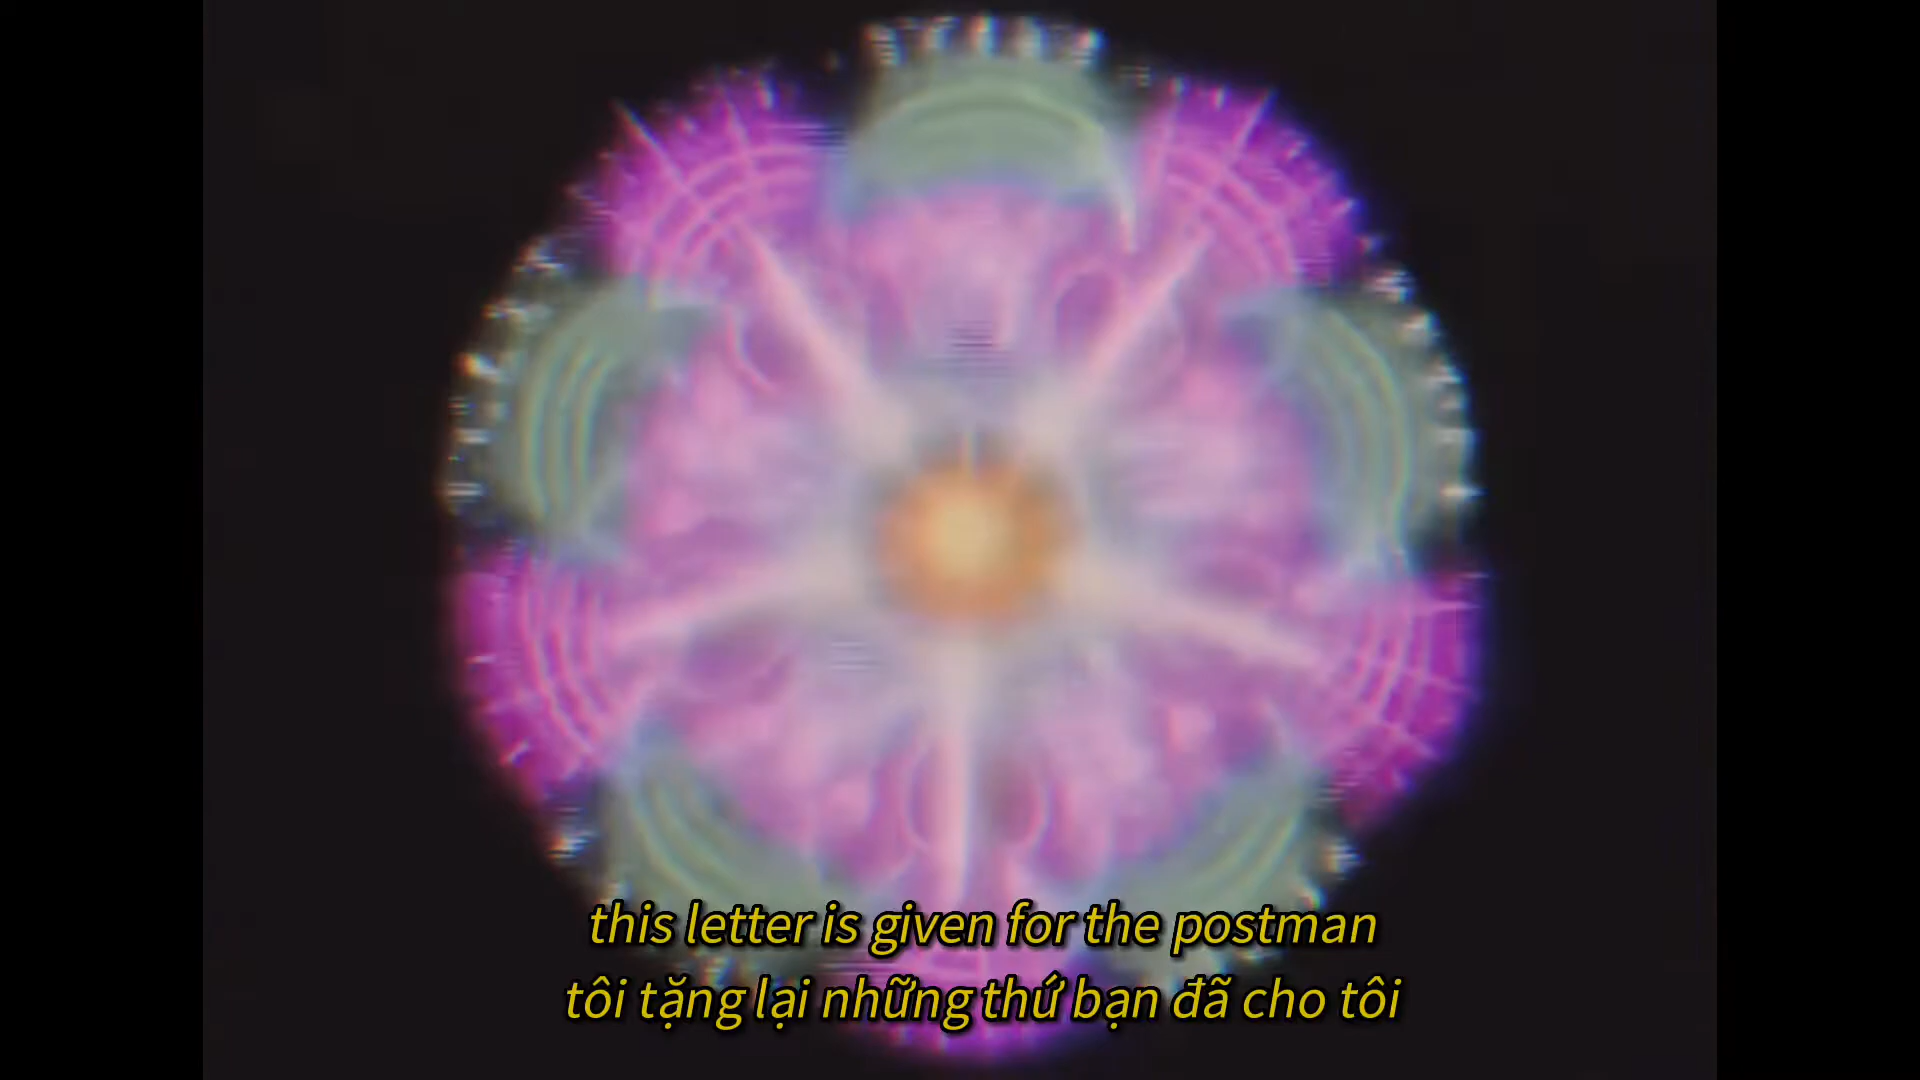 this letter is given for the postman
tôi tặng lại những thứ bạn đã cho tôi